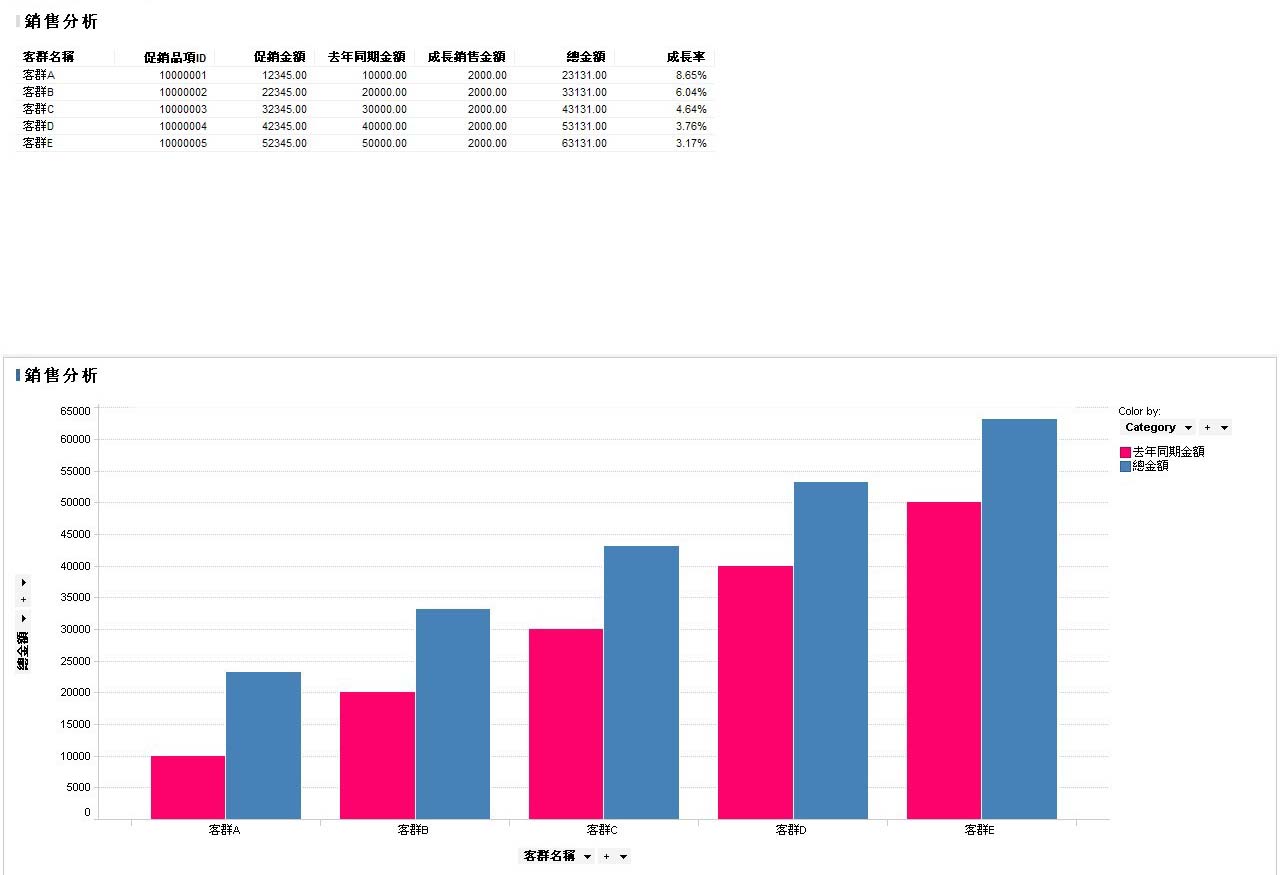 銷售分析
客群名稱 促銷品項ID 促銷金額 去年同期金額 成長銷售金額 總金額 成長率
客群A 10000001 12345.00 10000.00 2000.00 23131.00 8.65%
客群B 10000002 22345.00 20000.00 2000.00 33131.00 6.04%
客群C 10000003 32345.00 30000.00 2000.00 43131.00 4.64%
客群D 10000004 42345.00 40000.00 2000.00 53131.00 3.76%
客群E 10000005 52345.00 50000.00 2000.00 63131.00 3.17%
銷售分析
65000
60000
55000
50000
45000
40000
35000
30000
25000
20000
15000
10000
5000
0
+
總金額
客群A 客群B 客群C 客群D 客群E
客群名稱 +
Color by:
Category +
去年同期金額
總金額